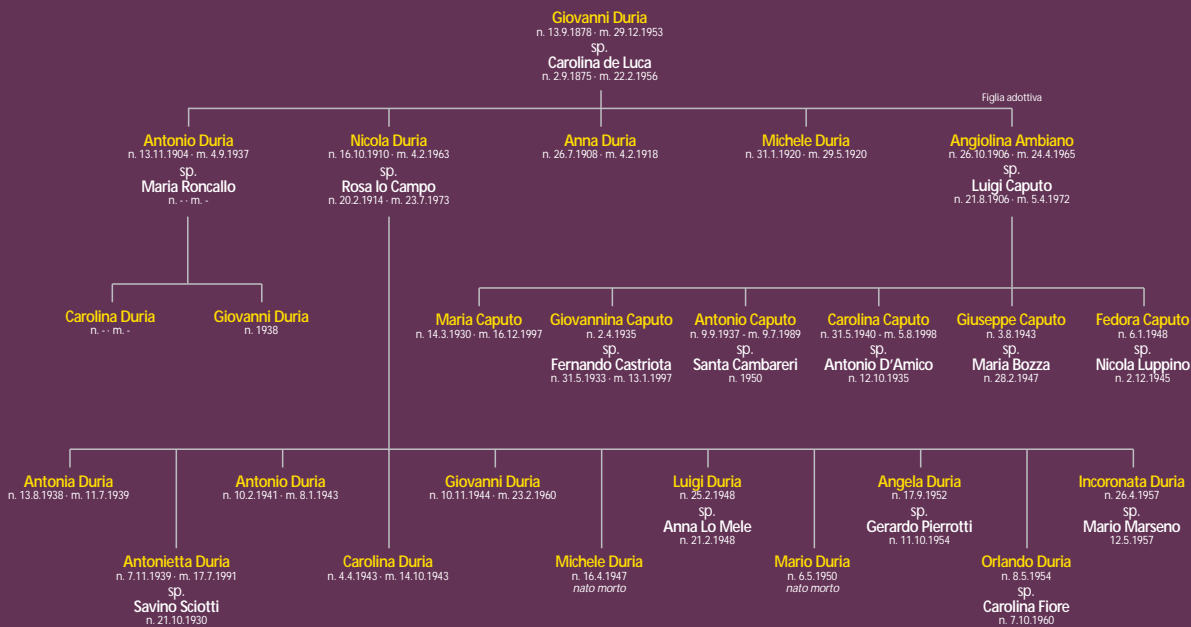 Giovanni Duria
n. 13.9.1878 · m. 29.12.1953
sp.
Carolina de Luca
n. 2.9.1875 · m. 22.2.1956
Figlia adottiva
Antonio Duria
n. 13.11.1904 · m. 4.9.1937
sp.
Maria Roncallo
n. - · m. -
Nicola Duria
n. 16.10.1910 · m. 4.2.1963
sp.
Rosa lo Campo
n. 20.2.1914 · m. 23.7.1973
Anna Duria
n. 26.7.1908 · m. 4.2.1918
Michele Duria
n. 31.1.1920 · m. 29.5.1920
Angiolina Ambiano
n. 26.10.1906 · m. 24.4.1965
sp.
Luigi Caputo
n. 21.8.1906 · m. 5.4.1972
Carolina Duria
n. - · m. -
Giovanni Duria
n. 1938
Maria Caputo
n. 14.3.1930 · m. 16.12.1997
Giovannina Caputo
n. 2.4.1935
sp.
Fernando Castriota
n. 31.5.1933 · m. 13.1.1997
Antonio Caputo
n. 9.9.1937 · m. 9.7.1989
sp.
Santa Cambareri
n. 1950
Carolina Caputo
n. 31.5.1940 - m. 5.8.1998
sp.
Antonio D'Amico
n. 12.10.1935
Giuseppe Caputo
n. 3.8.1943
sp.
Maria Bozza
n. 28.2.1947
Fedora Caputo
n. 6.1.1948
sp.
Nicola Luppino
n. 2.12.1945
Antonia Duria
n. 13.8.1938 · m. 11.7.1939
Antonio Duria
n. 10.2.1941 · m. 8.1.1943
Giovanni Duria
n. 10.11.1944 · m. 23.2.1960
Luigi Duria
n. 25.2.1948
sp.
Anna Lo Mele
n. 21.2.1948
Angela Duria
n. 17.9.1952
sp.
Gerardo Pierrotti
n. 11.10.1954
Incoronata Duria
n. 26.4.1957
sp.
Mario Marseno
12.5.1957
Antonietta Duria
n. 7.11.1939 · m. 17.7.1991
sp.
Savino Sciotti
n. 21.10.1930
Carolina Duria
n. 4.4.1943 · m. 14.10.1943
Michele Duria
n. 16.4.1947
nato morto
Mario Duria
n. 6.5.1950
nato morto
Orlando Duria
n. 8.5.1954
sp.
Carolina Fiore
n. 7.10.1960